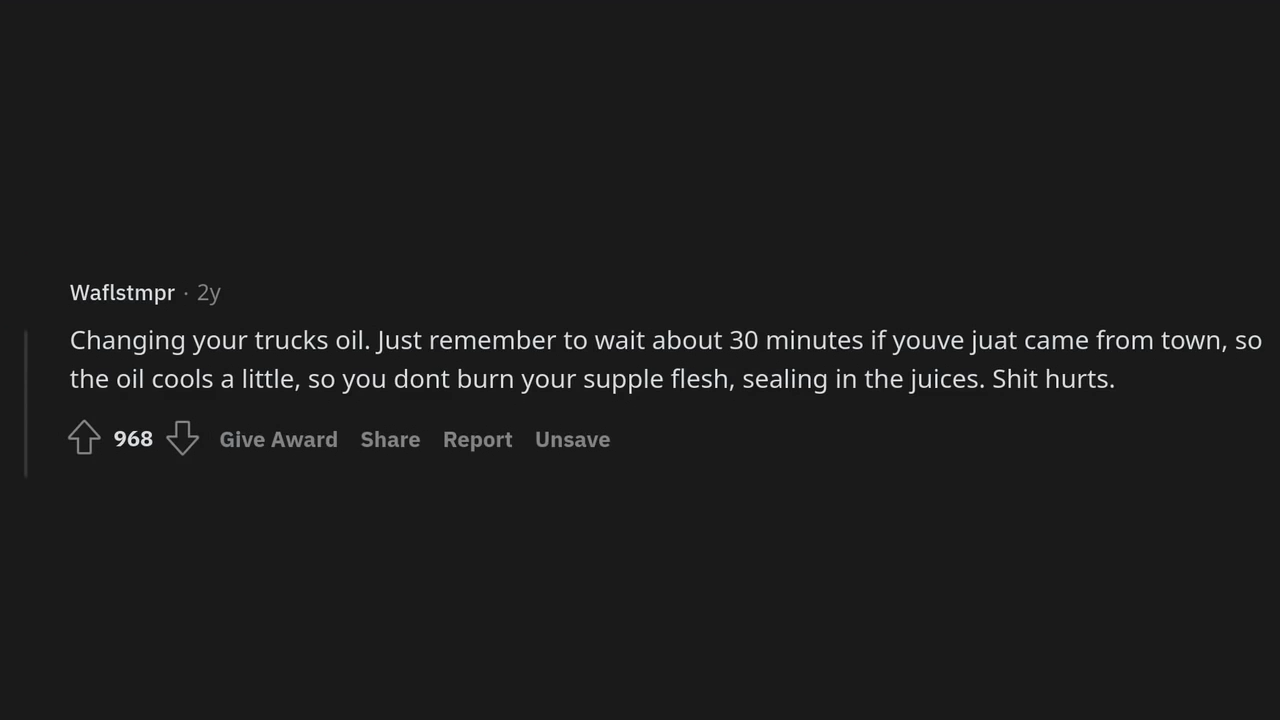 Waflstmpr · 2y
Changing your trucks oil. Just remember to wait about 30 minutes if youve juat came from town, so
the oil cools a little, so you dont burn your supple flesh, sealing in the juices. Shit hurts.
968 Give Award Share Report Unsave